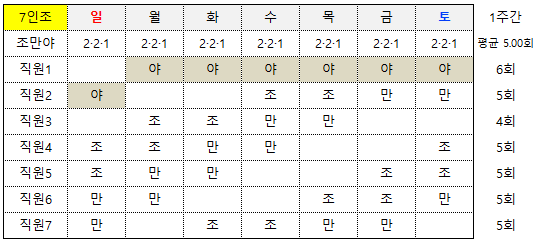 7인조 일 월 화 수 목 금 토 1주간
조만야 2·2·1 2·2·1 2·2·1 2·2·1 2·2·1 2·2·1 2·2·1 평균 5.00회
직원1 야 야 야 야 야 야 6회
직원2 야 조 조 만 만 5회
직원3 조 조 만 만 4회
직원4 조 조 만 만 조 5회
직원5 조 만 만 조 조 5회
직원6 만 만 조 조 만 5회
직원7 만 조 조 만 만 5회